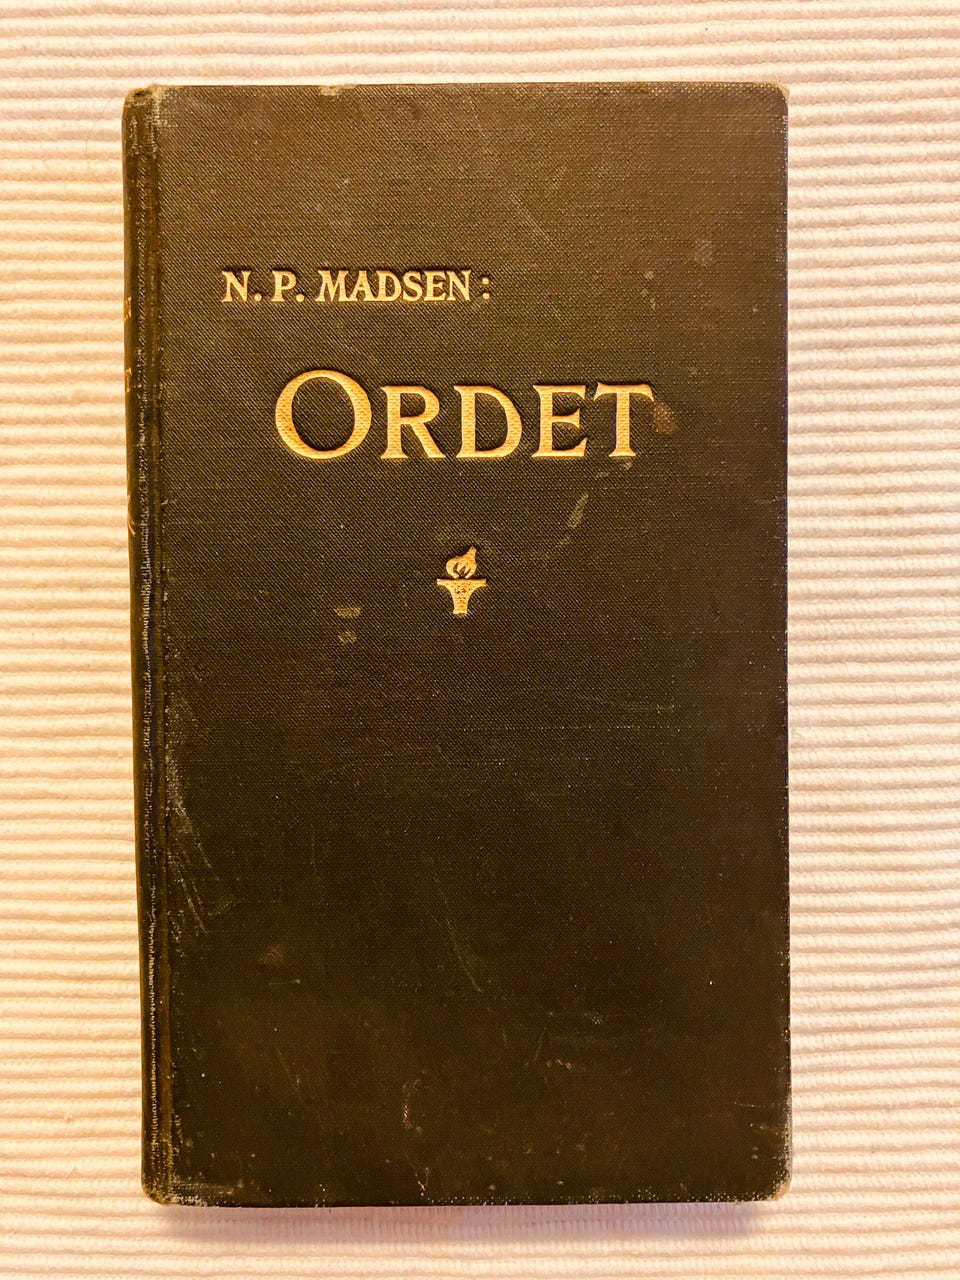 N. P. MADSEN:
ORDET